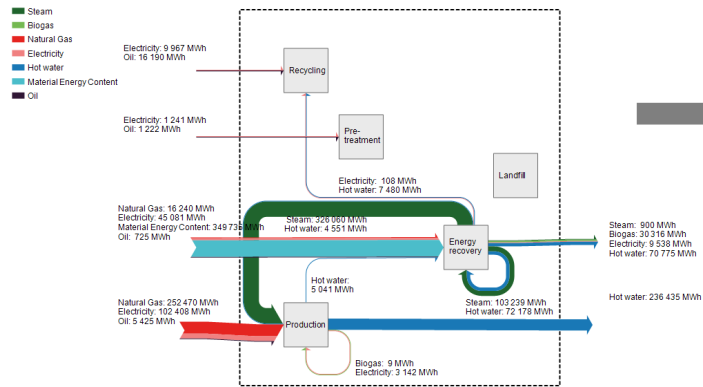 Steam
Biogas
Natural Gas
Electricity
Hot water
Material Energy Content
Oil
Electricity: 9 967 MWh
Oil: 16 190 MWh
Recycling
Electricity: 1 241 MWh
Oil: 1 222 MWh
Pre-
treatment
Landfill
Electricity: 108 MWh
Hot water: 7 480 MWh
Natural Gas: 16 240 MWh
Electricity: 45 081 MWh
Material Energy Content: 349 736 MWh
Oil: 725 MWh
Steam: 326 060 MWh
Hot water: 4 551 MWh
Energy
recovery
Steam: 900 MWh
Biogas: 30 316 MWh
Electricity: 9 538 MWh
Hot water: 70 775 MWh
Hot water:
5 041 MWh
Steam: 103 239 MWh
Hot water: 72 178 MWh
Hot water: 236 435 MWh
Natural Gas: 252 470 MWh
Electricity: 102 408 MWh
Oil: 5 425 MWh
Production
Biogas: 9 MWh
Electricity: 3 142 MWh